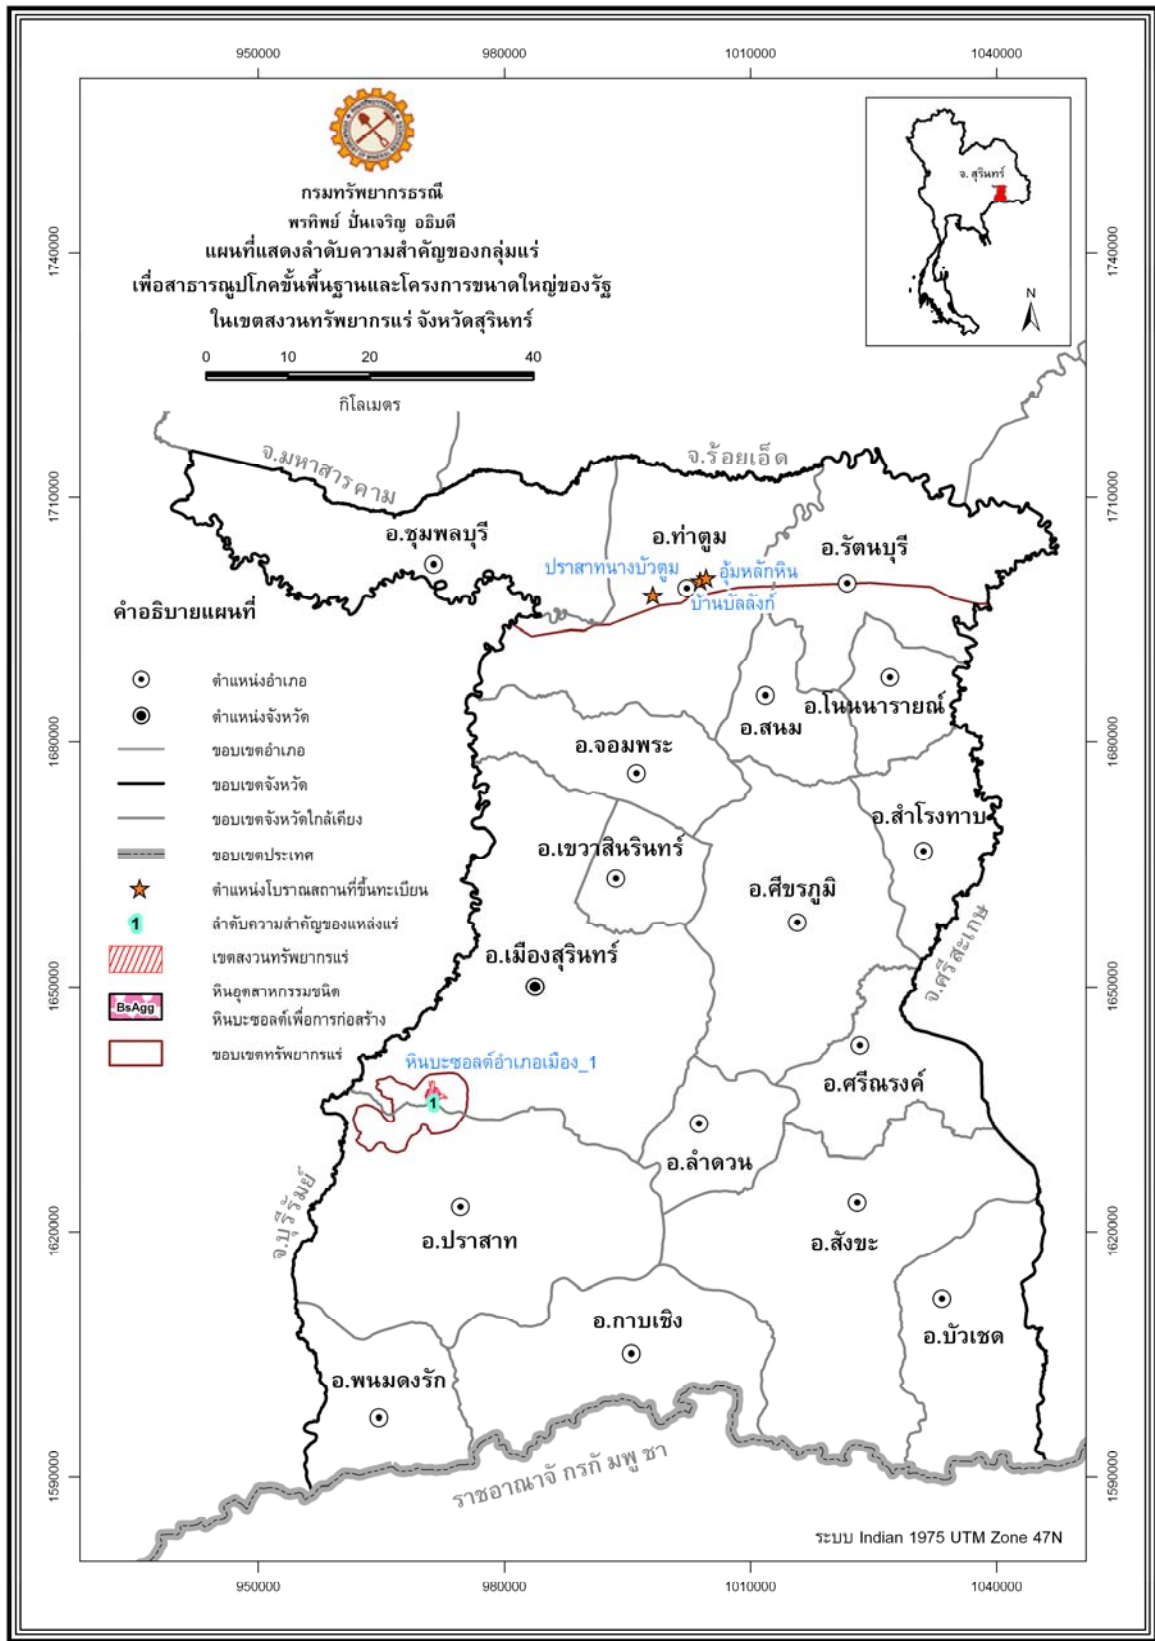 950000
980000
1010000
1040000
กรมทรัพยากรธรณี
พรทิพย์ ปั่นเจริญ อธิบดี
แผนที่แสดงลำดับความสำคัญของกลุ่มแร่
เพื่อสาธารณูปโภคขั้นพื้นฐานและโครงการขนาดใหญ่ของรัฐ
ในเขตสงวนทรัพยากรแร่ จังหวัดสุรินทร์
0 10 20 40
กิโลเมตร
จ. สุรินทร์
N
1740000
1740000
จ.มหาสารคาม
จ.ร้อยเอ็ด
1710000
1710000
อ.ชุมพลบุรี
อ.ท่าตูม
อ.รัตนบุรี
ปราสาทนางบัวตูม
อุ้มหลักหิน
บ้านบัลลังก์
คำอธิบายแผนที่
ตำแหน่งอำเภอ
ตำแหน่งจังหวัด
ขอบเขตอำเภอ
ขอบเขตจังหวัด
ขอบเขตจังหวัดใกล้เคียง
ขอบเขตประเทศ
ตำแหน่งโบราณสถานที่ขึ้นทะเบียน
1 ลำดับความสำคัญของแหล่งแร่
เขตสงวนทรัพยากรแร่
BsAgg หินอุตสาหกรรมชนิด
หินบะซอลต์เพื่อการก่อสร้าง
ขอบเขตทรัพยากรแร่
อ.โนนนารายณ์
อ.สนม
1680000
1680000
อ.จอมพระ
อ.สำโรงทาบ
อ.เขวาสินรินทร์
อ.ศีขรภูมิ
อ.เมืองสุรินทร์
จ.ศรีสะเกษ
1650000
1650000
หินบะซอลต์อำเภอเมือง_1
1
อ.ศรีณรงค์
อ.ลำดวน
จ.บุรีรัมย์
1620000
1620000
อ.ปราสาท
อ.สังขะ
อ.กาบเชิง
อ.บัวเชด
อ.พนมดงรัก
1590000
1590000
ราชอาณาจักรกัมพูชา
ระบบ Indian 1975 UTM Zone 47N
950000
980000
1010000
1040000